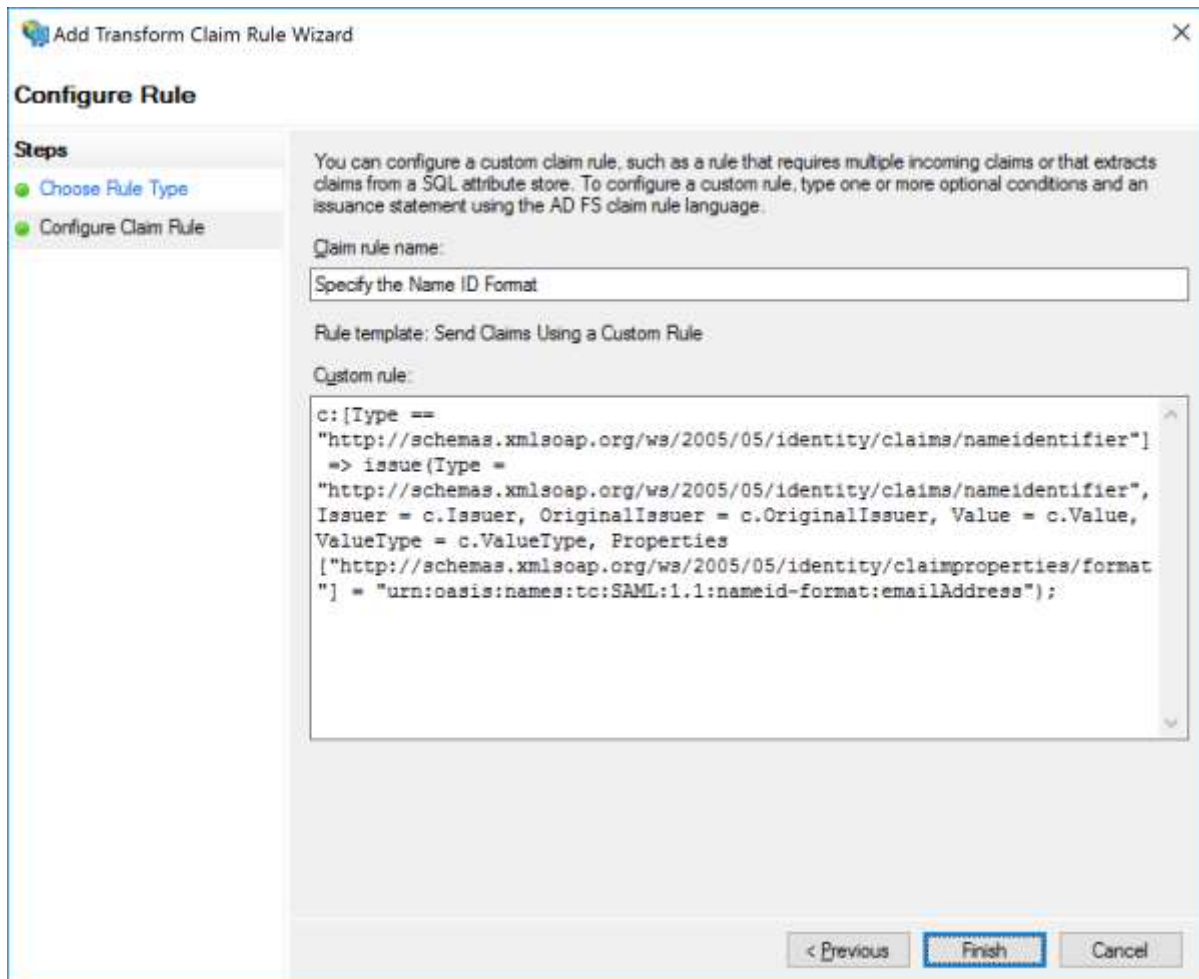 Add Transform Claim Rule Wizard
Configure Rule
Steps
Choose Rule Type
Configure Claim Rule
You can configure a custom claim rule, such as a rule that requires multiple incoming claims or that extracts
claims from a SQL attribute store. To configure a custom rule, type one or more optional conditions and an
issuance statement using the AD FS claim rule language.
Claim rule name:
Specify the Name ID Format
Rule template: Send Claims Using a Custom Rule
Custom rule:
c:[Type ==
"http://schemas.xmlsoap.org/ws/2005/05/identity/claims/nameidentifier"]
 => issue(Type =
"http://schemas.xmlsoap.org/ws/2005/05/identity/claims/nameidentifier",
Issuer = c.Issuer, OriginalIssuer = c.OriginalIssuer, Value = c.Value,
ValueType = c.ValueType, Properties
["http://schemas.xmlsoap.org/ws/2005/05/identity/claimproperties/format
"] = "urn:oasis:names:tc:SAML:1.1:nameid-format:emailAddress");
< Previous
Finish
Cancel